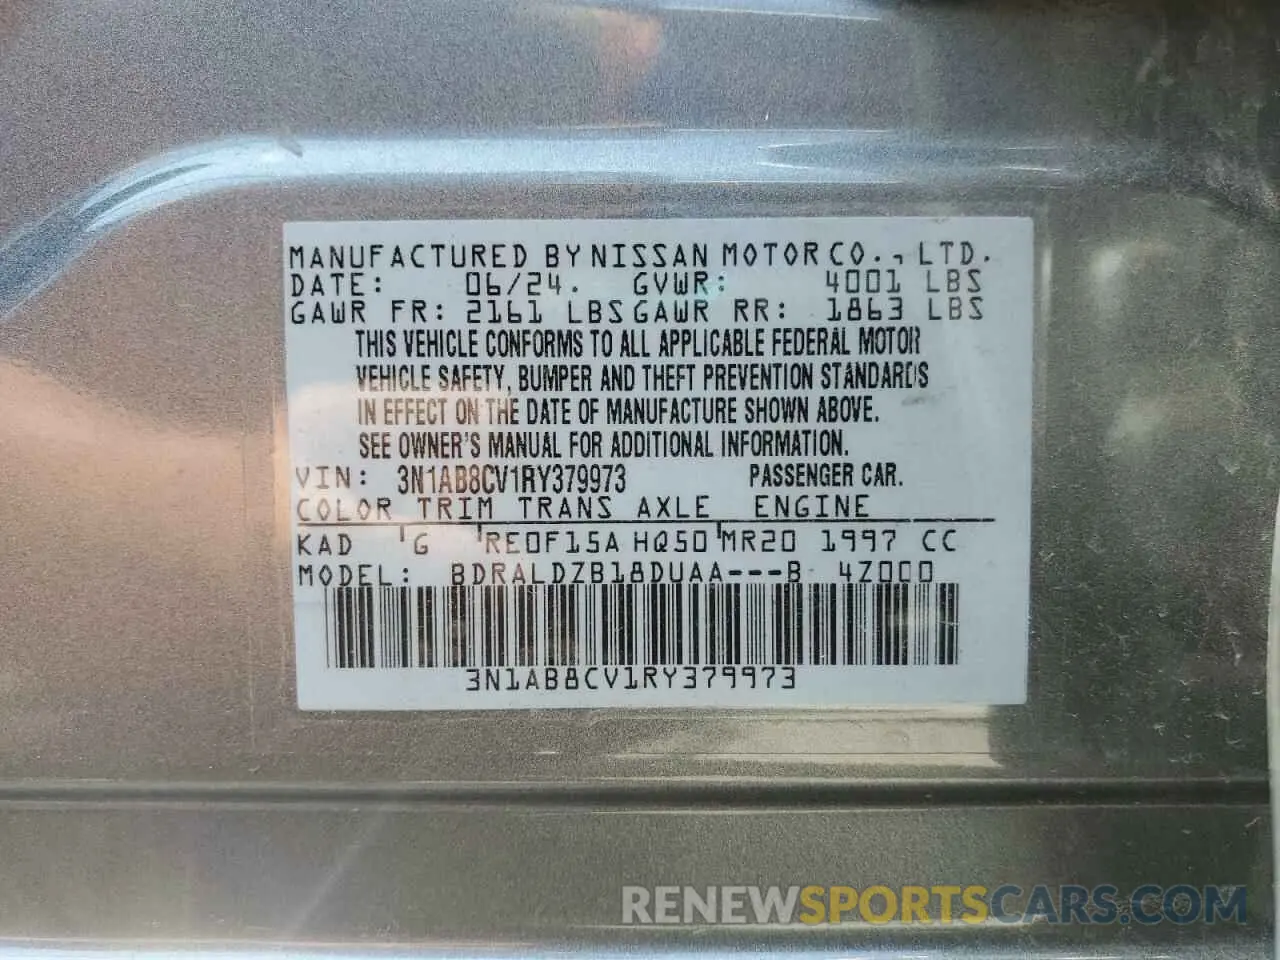 MANUFACTURED BY NISSAN MOTOR CO., LTD.
DATE: 06/24. GVWR: 4001 LBS
GAWR FR: 2161 LBS GAWR RR: 1863 LBS
THIS VEHICLE CONFORMS TO ALL APPLICABLE FEDERAL MOTOR
VEHICLE SAFETY, BUMPER AND THEFT PREVENTION STANDARDS
IN EFFECT ON THE DATE OF MANUFACTURE SHOWN ABOVE.
SEE OWNER'S MANUAL FOR ADDITIONAL INFORMATION.
VIN: 3N1AB8CV1RY379973 PASSENGER CAR.
COLOR TRIM TRANS AXLE ENGINE
KAD G RE0F15A HQ50 MR20 1997 CC
MODEL: BDRALDZB18DUAA---B 4Z000
3N1AB8CV1RY379973
RENEWSPORTSCARS.COM